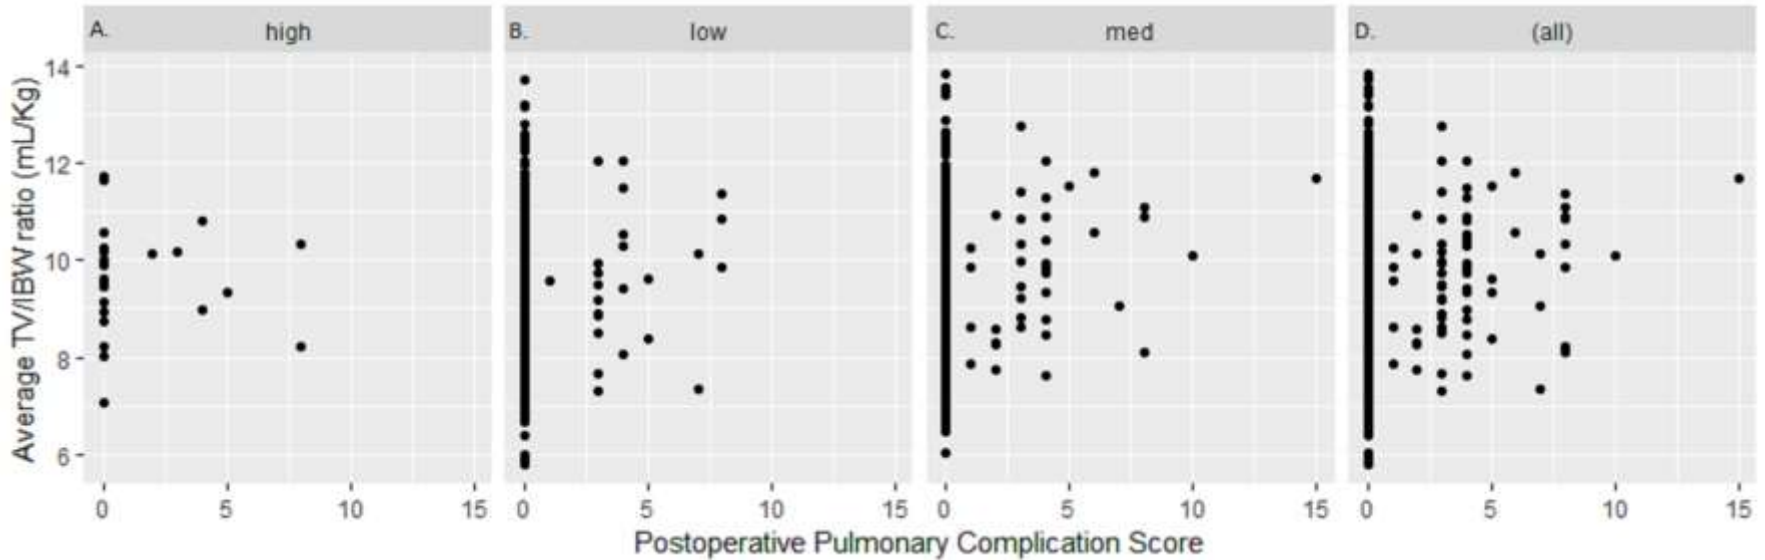 A. high
B. low
C. med
D. (all)
Average TV/IBW ratio (mL/Kg)
14
12
10
8
6
0 5 10 15
0 5 10 15
0 5 10 15
0 5 10 15
Postoperative Pulmonary Complication Score